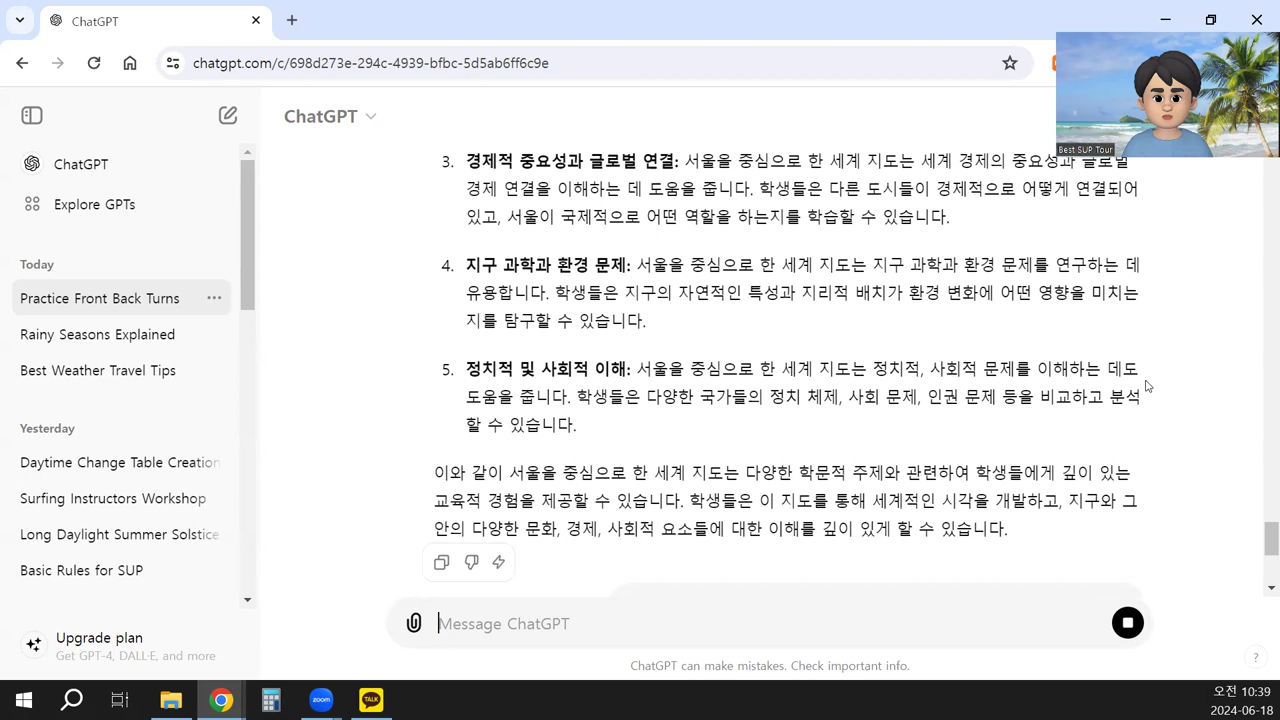 ChatGPT
chatgpt.com/c/698d273e-294c-4939-bfbc-5d5ab6ff6c9e
Best SUP Tour
ChatGPT
Explore GPTs
Today
Practice Front Back Turns
Rainy Seasons Explained
Best Weather Travel Tips
Yesterday
Daytime Change Table Creation
Surfing Instructors Workshop
Long Daylight Summer Solstice
Basic Rules for SUP
Upgrade plan
Get GPT-4, DALL·E, and more
ChatGPT
3. 경제적 중요성과 글로벌 연결: 서울을 중심으로 한 세계 지도는 세계 경제의 중요성과 글로벌
경제 연결을 이해하는 데 도움을 줍니다. 학생들은 다른 도시들이 경제적으로 어떻게 연결되어
있고, 서울이 국제적으로 어떤 역할을 하는지를 학습할 수 있습니다.
4. 지구 과학과 환경 문제: 서울을 중심으로 한 세계 지도는 지구 과학과 환경 문제를 연구하는 데
유용합니다. 학생들은 지구의 자연적인 특성과 지리적 배치가 환경 변화에 어떤 영향을 미치는
지를 탐구할 수 있습니다.
5. 정치적 및 사회적 이해: 서울을 중심으로 한 세계 지도는 정치적, 사회적 문제를 이해하는 데도
도움을 줍니다. 학생들은 다양한 국가들의 정치 체제, 사회 문제, 인권 문제 등을 비교하고 분석
할 수 있습니다.
이와 같이 서울을 중심으로 한 세계 지도는 다양한 학문적 주제와 관련하여 학생들에게 깊이 있는
교육적 경험을 제공할 수 있습니다. 학생들은 이 지도를 통해 세계적인 시각을 개발하고, 지구와 그
안의 다양한 문화, 경제, 사회적 요소들에 대한 이해를 깊이 있게 할 수 있습니다.
Message ChatGPT
ChatGPT can make mistakes. Check important info.
?
zoom
TALK
오전 10:39
2024-06-18